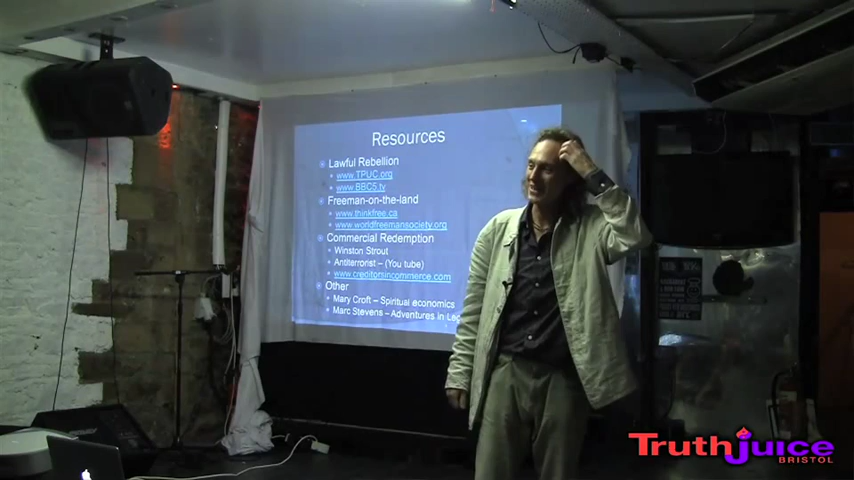 Resources
Lawful Rebellion
www.TPUC.org
www.BBC5.tv
Freeman-on-the-land
www.thinkfree.ca
www.worldfreemansociety.org
Commercial Redemption
Winston Strout
Antiterrorist – (You tube)
www.creditorincommerce.com
Other
Mary Croft – Spiritual economics
Marc Stevens – Adventures in Leg
Truthjuice
BRISTOL